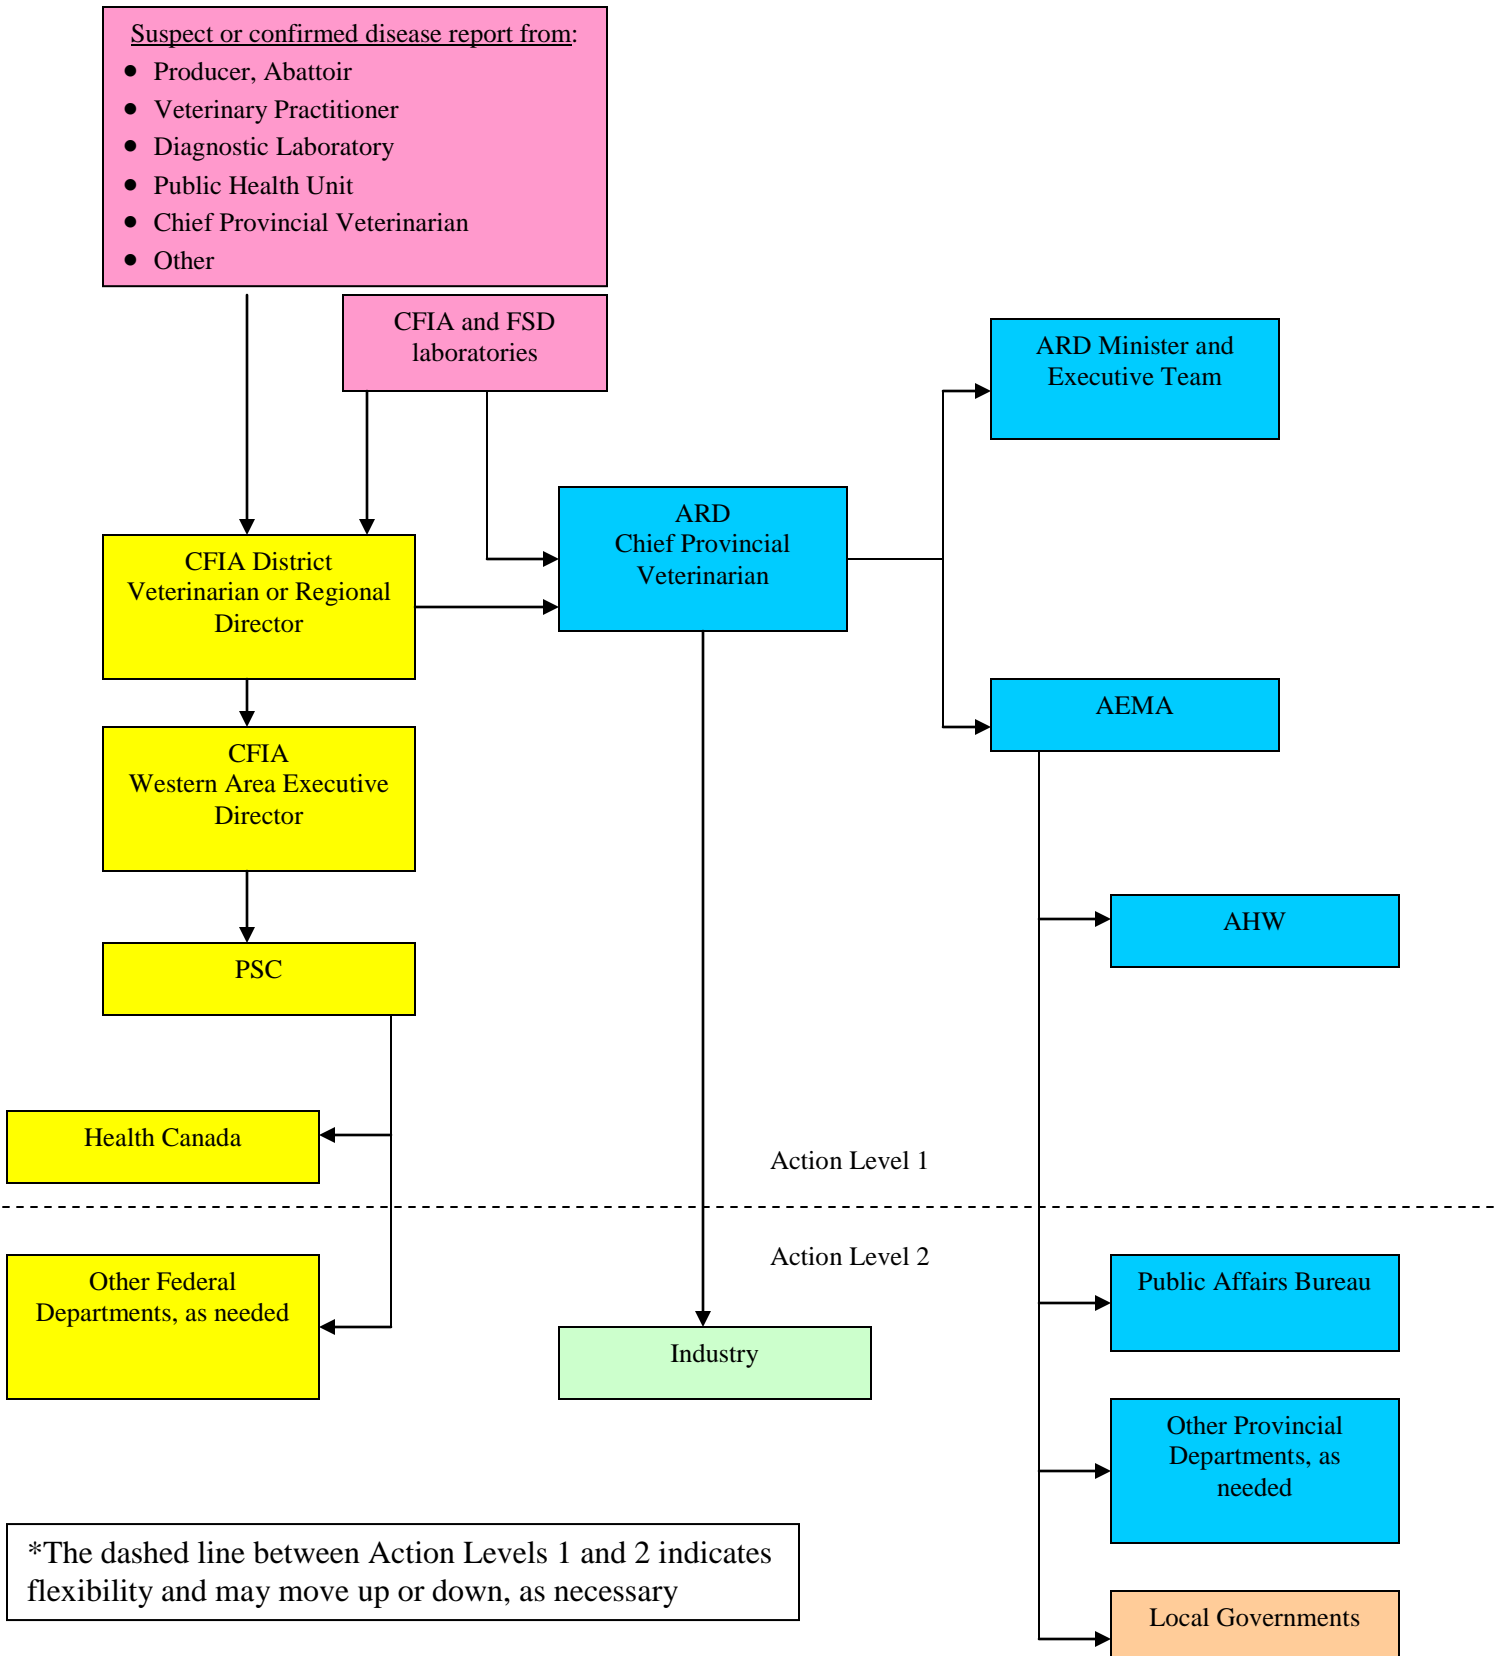 Suspect or confirmed disease report from:
● Producer, Abattoir
● Veterinary Practitioner
● Diagnostic Laboratory
● Public Health Unit
● Chief Provincial Veterinarian
● Other
CFIA and FSD
laboratories
ARD Minister and
Executive Team
ARD
Chief Provincial
Veterinarian
CFIA District
Veterinarian or Regional
Director
AEMA
CFIA
Western Area Executive
Director
AHW
PSC
Health Canada
Action Level 1
Action Level 2
Other Federal
Departments, as needed
Public Affairs Bureau
Industry
Other Provincial
Departments, as
needed
*The dashed line between Action Levels 1 and 2 indicates
flexibility and may move up or down, as necessary
Local Governments